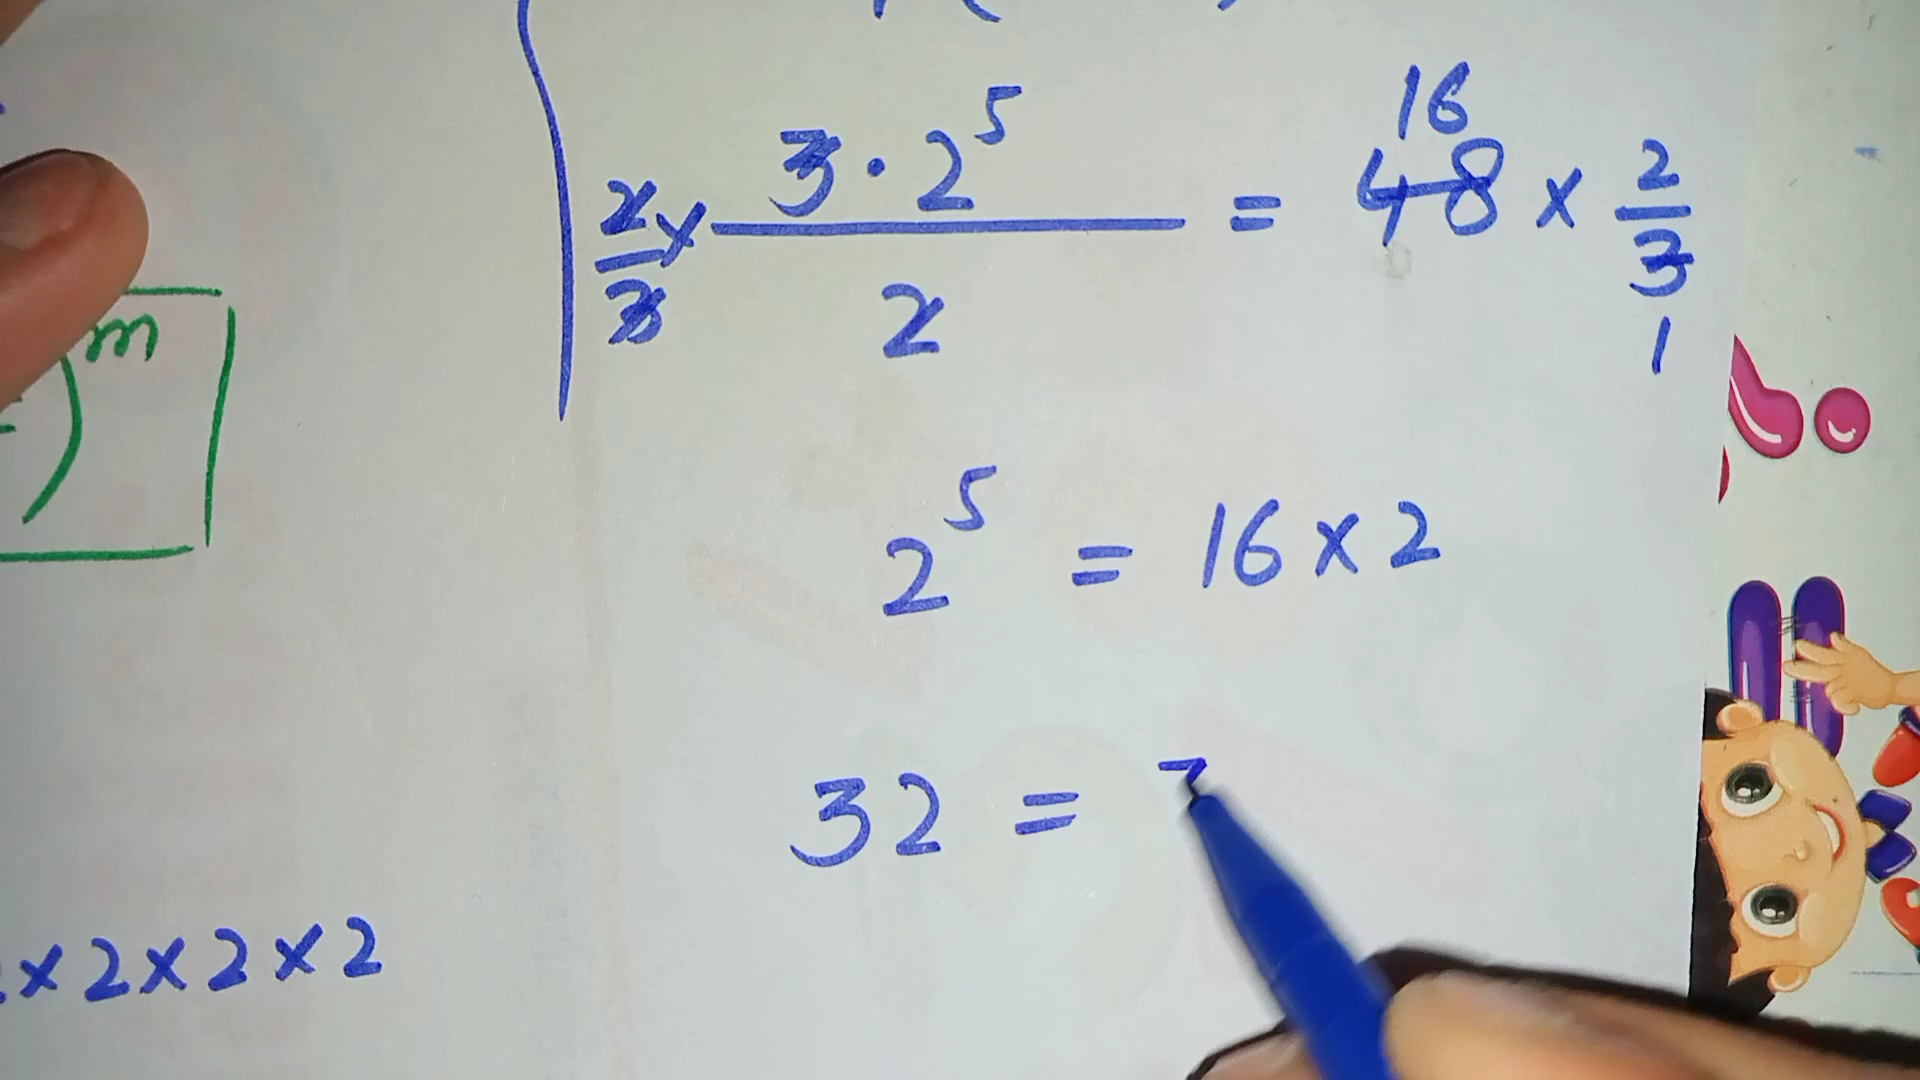 2/3 × 3 · 2^5 / 2 = 48 × 2/3
16
1
2^5 = 16 × 2
32 =
m
× 2 × 2 × 2
)